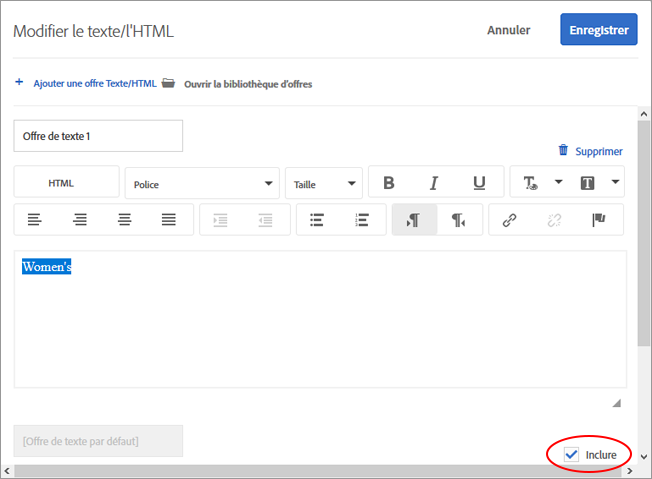 Modifier le texte/l'HTML Annuler Enregistrer
+ Ajouter une offre Texte/HTML Ouvrir la bibliothèque d'offres
Offre de texte 1
Supprimer
HTML Police Taille B I U T T
Women's
[Offre de texte par défaut]
Inclure